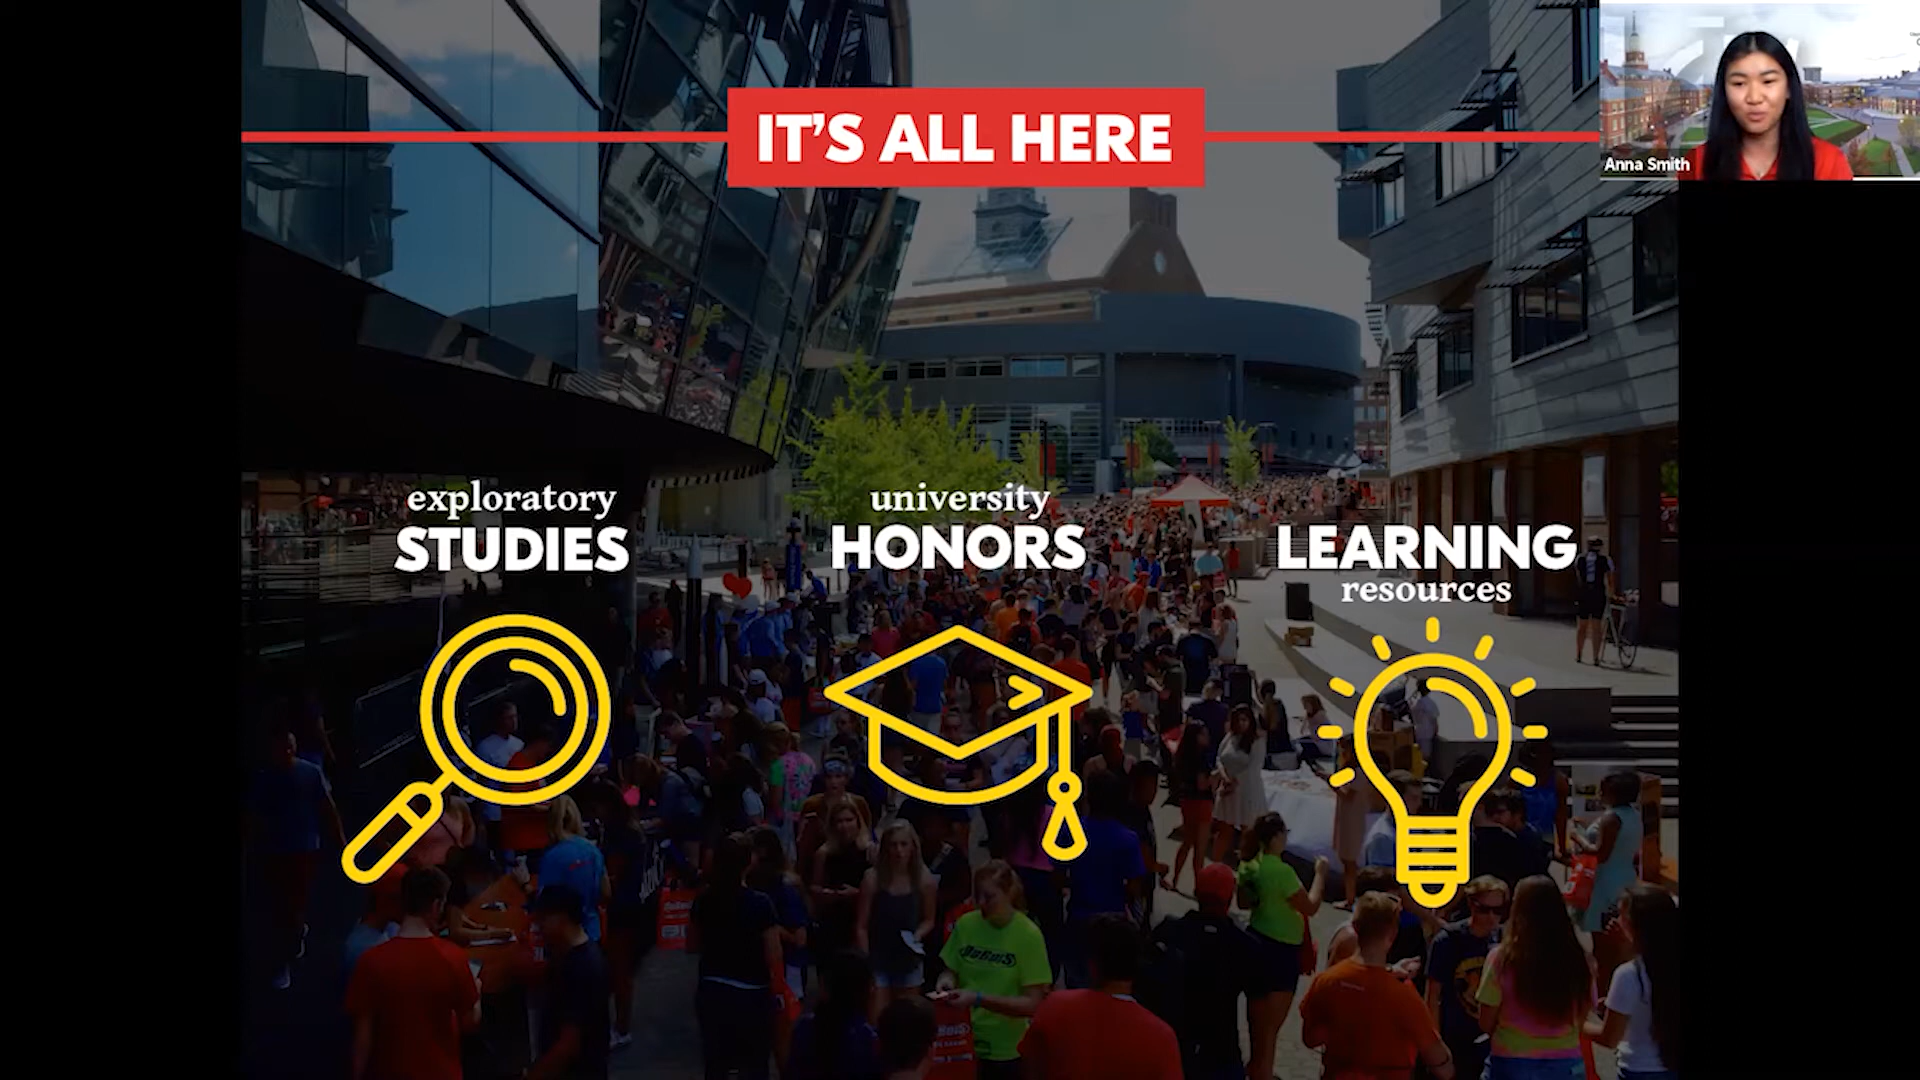 IT'S ALL HERE
Anna Smith
exploratory
STUDIES
university
HONORS
LEARNING
resources